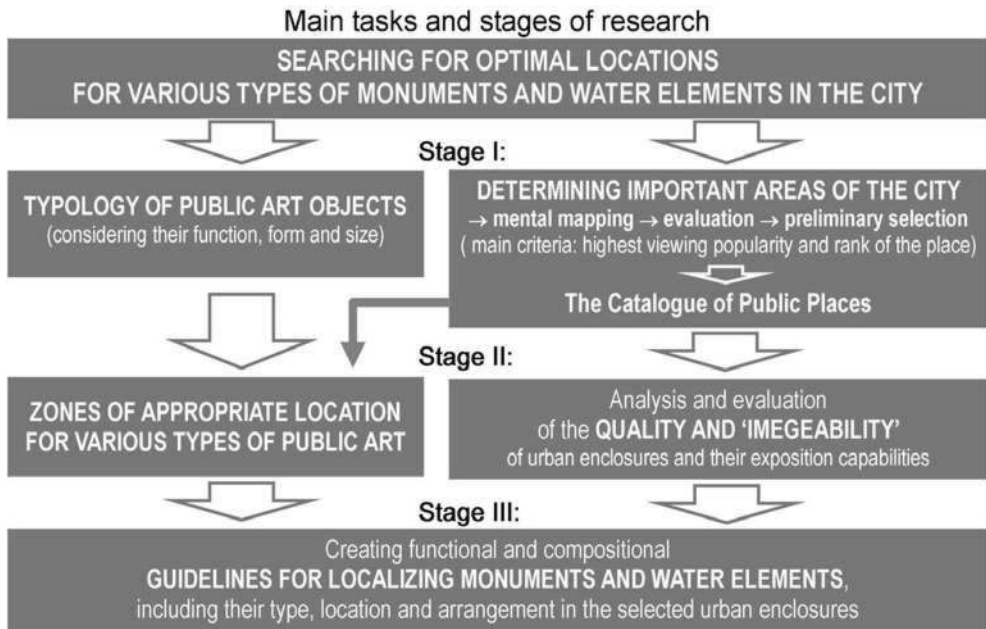 Main tasks and stages of research
SEARCHING FOR OPTIMAL LOCATIONS
FOR VARIOUS TYPES OF MONUMENTS AND WATER ELEMENTS IN THE CITY
Stage I:
TYPOLOGY OF PUBLIC ART OBJECTS
(considering their function, form and size)
DETERMINING IMPORTANT AREAS OF THE CITY
→ mental mapping → evaluation → preliminary selection
( main criteria: highest viewing popularity and rank of the place)
The Catalogue of Public Places
Stage II:
ZONES OF APPROPRIATE LOCATION
FOR VARIOUS TYPES OF PUBLIC ART
Analysis and evaluation
of the QUALITY AND ‘IMEGEABILITY’
of urban enclosures and their exposition capabilities
Stage III:
Creating functional and compositional
GUIDELINES FOR LOCALIZING MONUMENTS AND WATER ELEMENTS,
including their type, location and arrangement in the selected urban enclosures